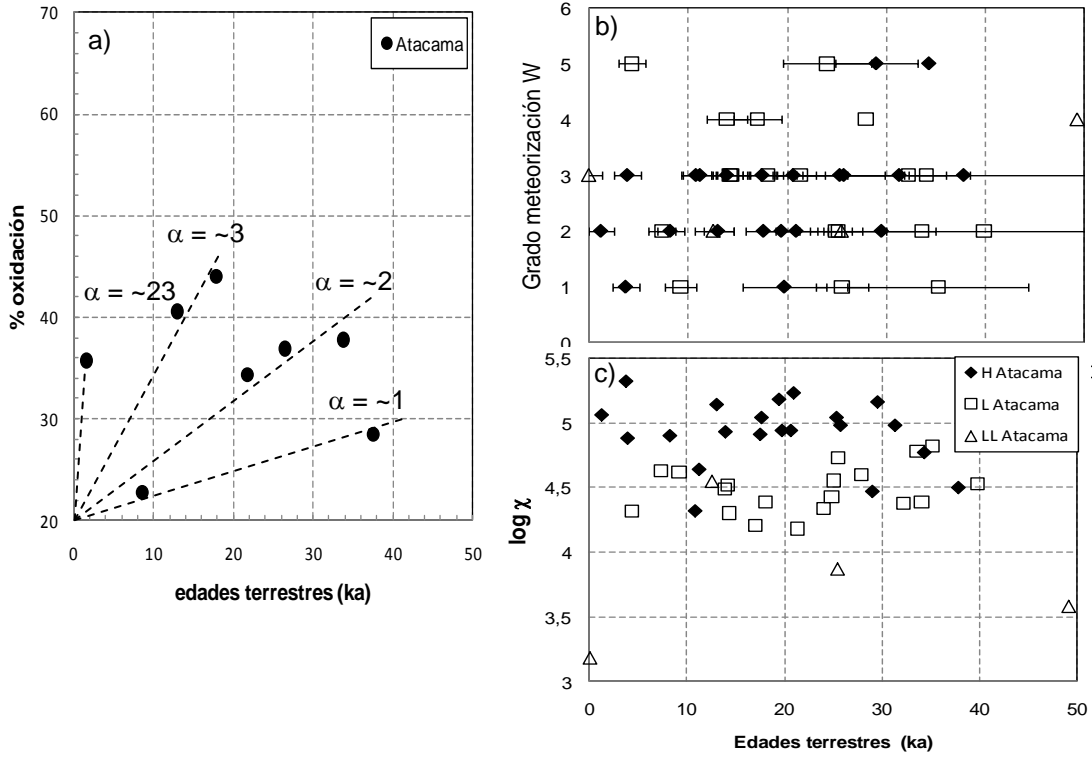 a)
Atacama
% oxidación
70
60
50
40
30
20
α = ~3
α = ~23
α = ~2
α = ~1
0 10 20 30 40 50
edades terrestres (ka)
b)
Grado meteorización W
6
5
4
3
2
1
0
c)
H Atacama
L Atacama
LL Atacama
log χ
5,5
5
4,5
4
3,5
3
0 10 20 30 40 50
Edades terrestres (ka)